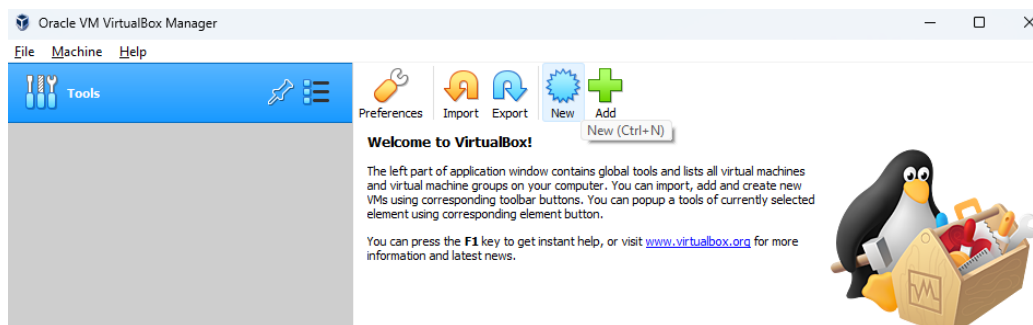 Oracle VM VirtualBox Manager
File Machine Help
Tools
Preferences Import Export New Add
New (Ctrl+N)
Welcome to VirtualBox!
The left part of application window contains global tools and lists all virtual machines
and virtual machine groups on your computer. You can import, add and create new
VMs using corresponding toolbar buttons. You can popup a tools of currently selected
element using corresponding element button.
You can press the F1 key to get instant help, or visit www.virtualbox.org for more
information and latest news.